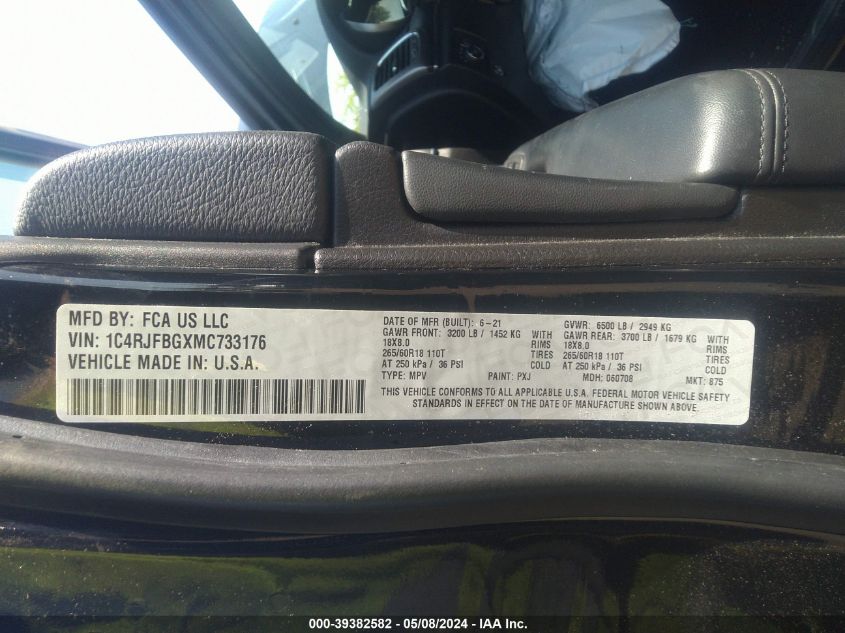 MFD BY: FCA US LLC
VIN: 1C4RJFBGXMC733176
VEHICLE MADE IN: U.S.A.
DATE OF MFR (BUILT): 6-21 GVWR: 6500 LB / 2949 KG
GAWR FRONT: 3200 LB / 1452 KG WITH GAWR REAR: 3700 LB / 1679 KG WITH
18X8.0 RIMS 18X8.0 RIMS
265/60R18 110T TIRES 265/60R18 110T TIRES
AT 250 kPa / 36 PSI COLD AT 250 kPa / 36 PSI COLD
TYPE: MPV PAINT: PXJ MDH: 060708 MKT: 875
THIS VEHICLE CONFORMS TO ALL APPLICABLE U.S.A. FEDERAL MOTOR VEHICLE SAFETY
STANDARDS IN EFFECT ON THE DATE OF MANUFACTURE SHOWN ABOVE.
000-39382582 - 05/08/2024 - IAA Inc.